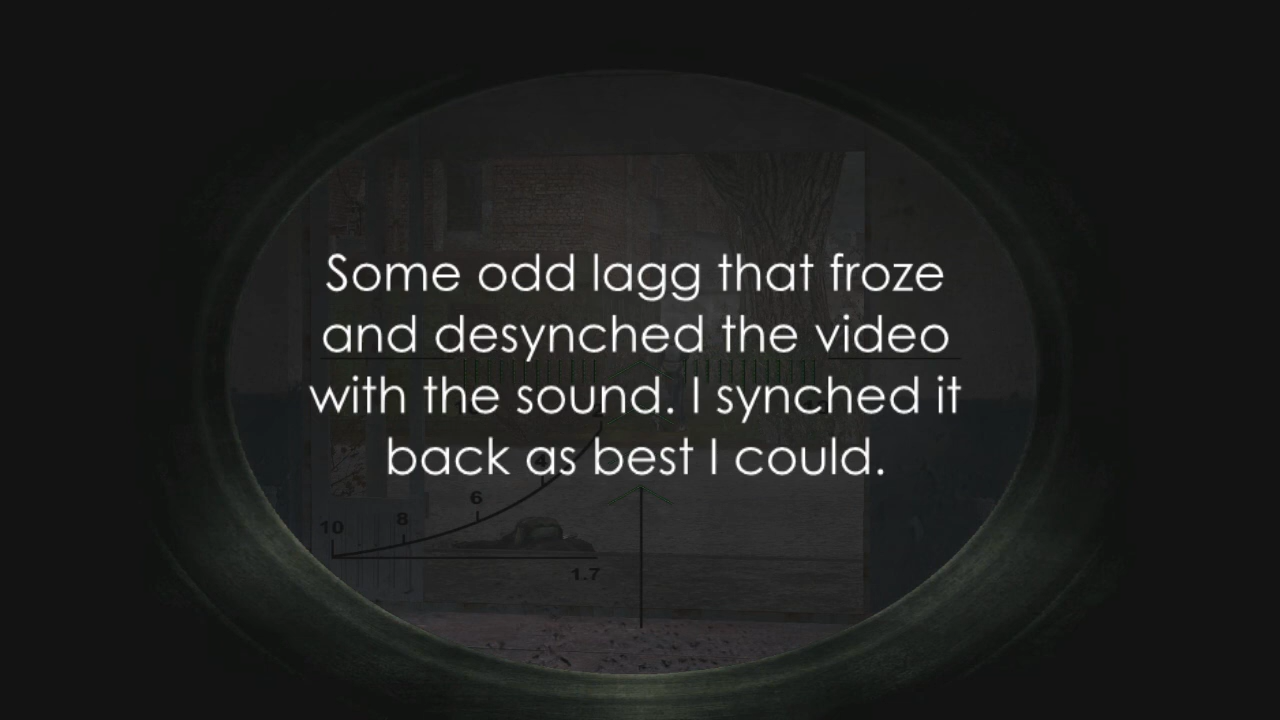 Some odd lagg that froze
and desynched the video
with the sound. I synched it
back as best I could.
4
6
8
10
1.7